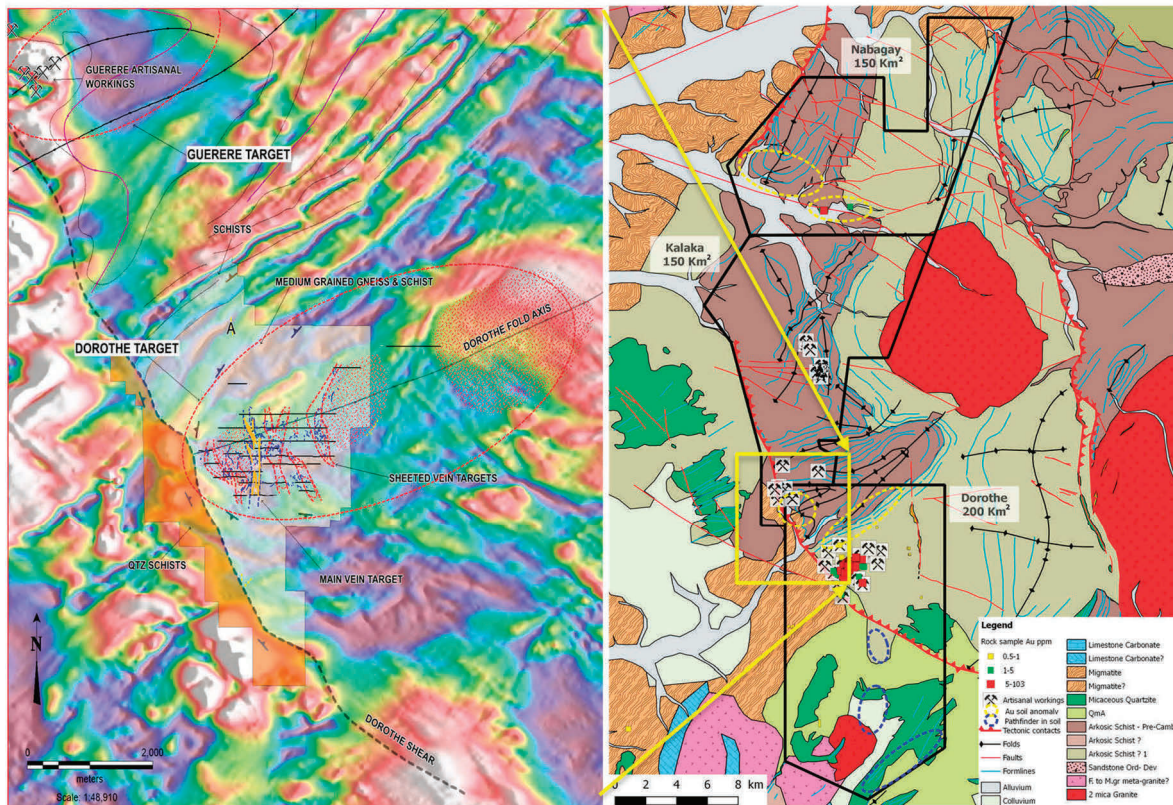 GUERERE ARTISANAL
WORKINGS
GUERERE TARGET
SCHISTS
MEDIUM GRAINED GNEISS & SCHIST
A
DOROTHE TARGET
DOROTHE FOLD AXIS
SHEETED VEIN TARGETS
QTZ SCHISTS
MAIN VEIN TARGET
N
0 2,000
meters
Scale: 1:48,910
DOROTHE SHEAR
Nabagay
150 Km²
Kalaka
150 Km²
Dorothe
200 Km²
0 2 4 6 8 km
Legend
Rock sample Au ppm
0.5-1
1-5
5-103
Artisanal workings
Au soil anomaly
Pathfinder in soil
Tectonic contacts
Folds
Faults
Formlines
Alluvium
Colluvium
Limestone Carbonate
Limestone Carbonate?
Migmatite
Migmatite?
Micaceous Quartzite
QmA
Arkosic Schist - Pre-Camb
Arkosic Schist ?
Arkosic Schist ? 1
Sandstone Ord- Dev
F. to M.gr meta-granite?
2 mica Granite